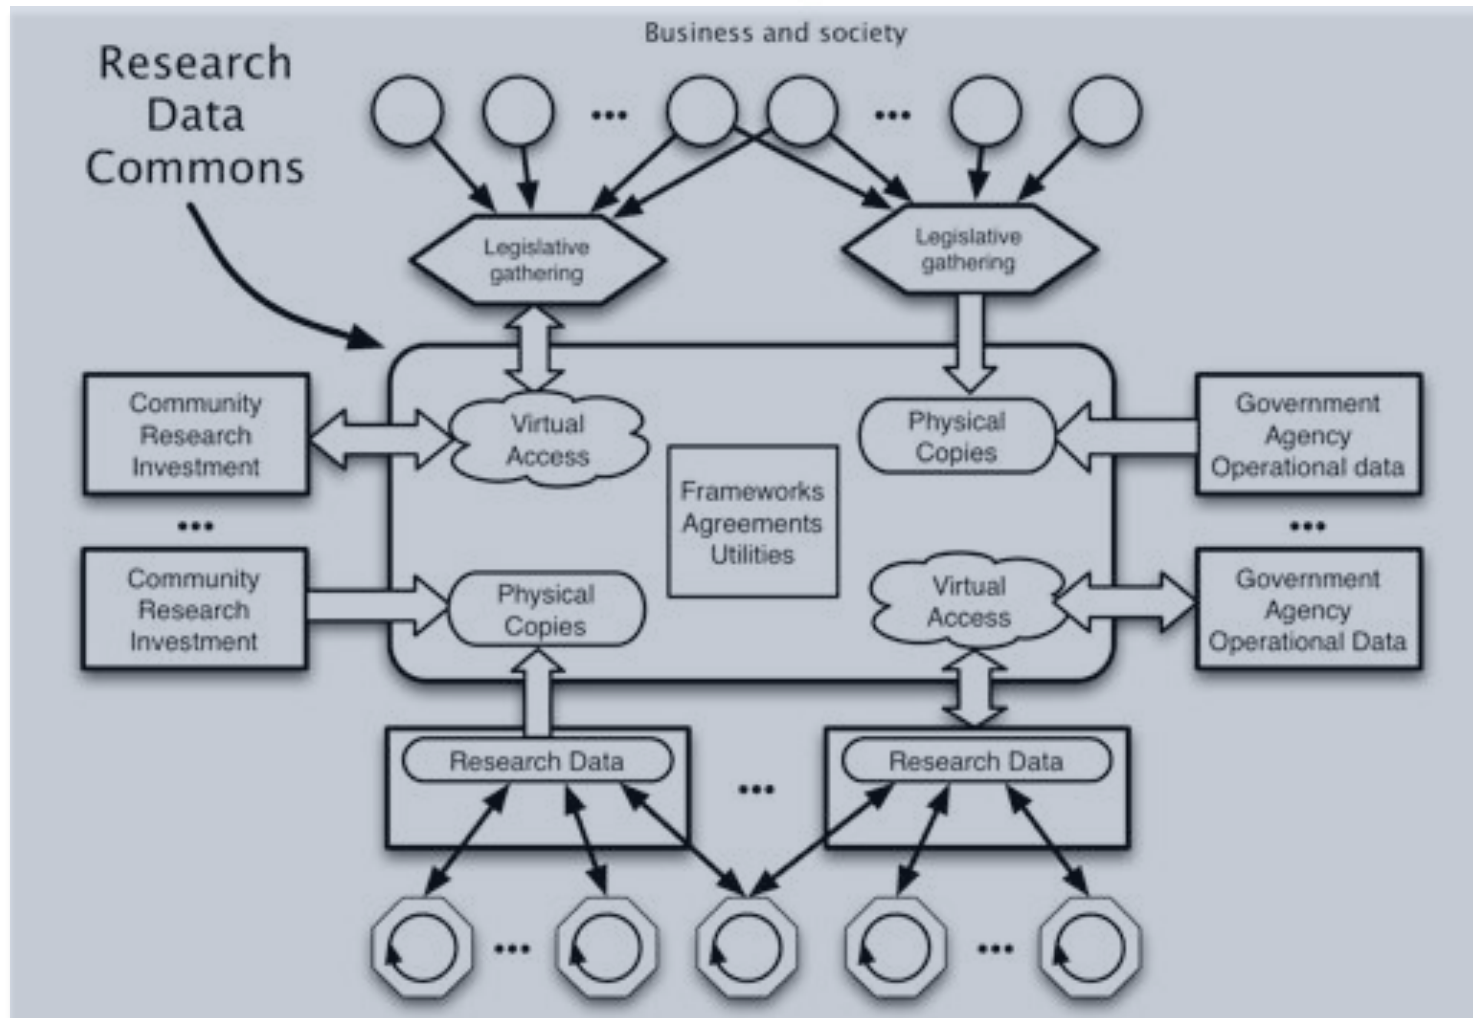 Business and society
Research
Data
Commons
...
...
Legislative
gathering
Legislative
gathering
Community
Research
Investment
Virtual
Access
Physical
Copies
Government
Agency
Operational data
Frameworks
Agreements
Utilities
...
...
Community
Research
Investment
Physical
Copies
Virtual
Access
Government
Agency
Operational Data
Research Data
...
Research Data
...
...